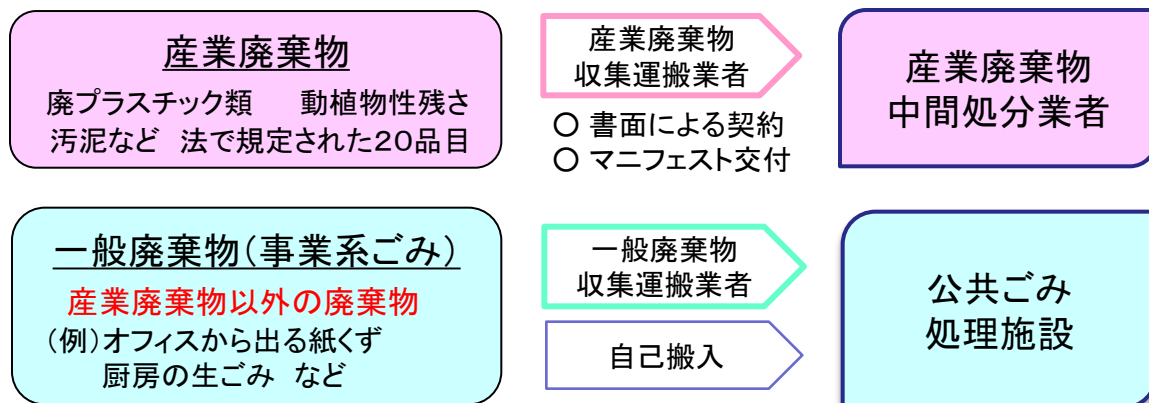 産業廃棄物
廃プラスチック類　動植物性残さ
汚泥など　法で規定された20品目
産業廃棄物
収集運搬業者
○ 書面による契約
○ マニフェスト交付
産業廃棄物
中間処分業者
一般廃棄物（事業系ごみ）
産業廃棄物以外の廃棄物
（例）オフィスから出る紙くず
厨房の生ごみ　など
一般廃棄物
収集運搬業者
自己搬入
公共ごみ
処理施設